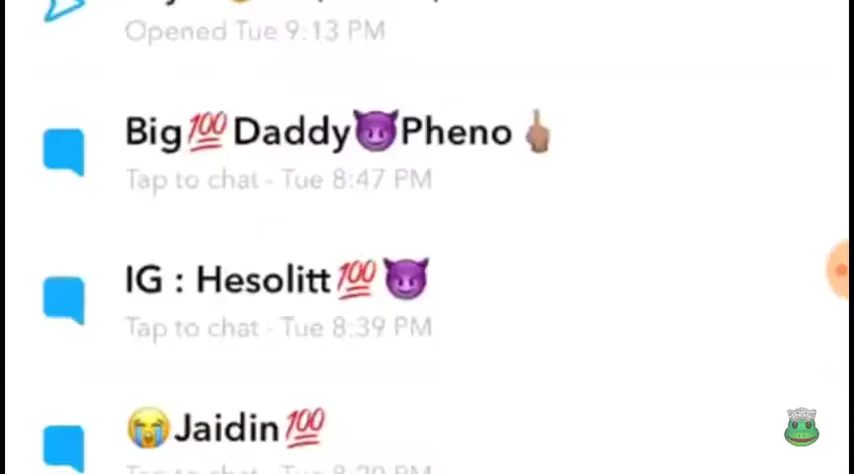 Opened Tue 9:13 PM
Big💯Daddy😈Pheno🖕🏽
Tap to chat - Tue 8:47 PM
IG : Hesolitt💯😈
Tap to chat - Tue 8:39 PM
😭Jaidin💯